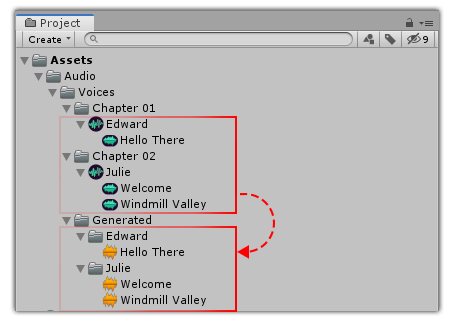 Project
Create
9
Assets
Audio
Voices
Chapter 01
Edward
Hello There
Chapter 02
Julie
Welcome
Windmill Valley
Generated
Edward
Hello There
Julie
Welcome
Windmill Valley